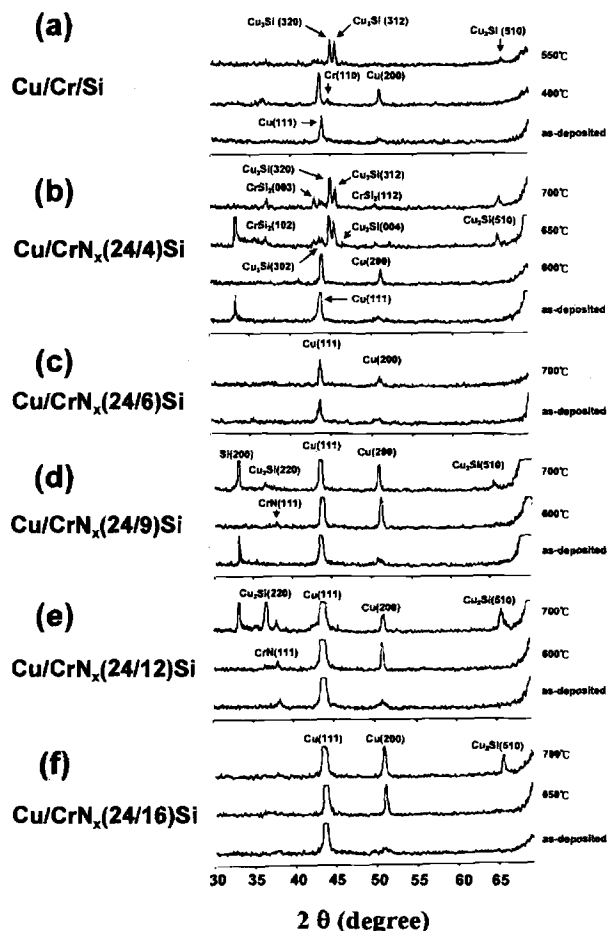 (a)
Cu/Cr/Si
Cu₃Si (320)
Cu₃Si (312)
Cu₃Si (510)
550℃
Cr(110)
Cu(200)
400℃
Cu(111)
as-deposited
(b)
Cu/CrNₓ(24/4)Si
Cu₃Si(320)
Cu₃Si(312)
CrSi₂(003)
CrSi₂(112)
700℃
CrSi₂(102)
Cu₃Si(004)
Cu₃Si(510)
650℃
Cu₃Si(302)
Cu(200)
600℃
Cu(111)
as-deposited
(c)
Cu/CrNₓ(24/6)Si
Cu(111)
Cu(200)
700℃
as-deposited
(d)
Cu/CrNₓ(24/9)Si
Si(200)
Cu₃Si(220)
Cu(111)
Cu(200)
Cu₃Si(510)
700℃
CrN(111)
600℃
as-deposited
(e)
Cu/CrNₓ(24/12)Si
Cu₃Si(220)
Cu(111)
Cu(200)
Cu₃Si(510)
700℃
CrN(111)
600℃
as-deposited
(f)
Cu/CrNₓ(24/16)Si
Cu(111)
Cu(200)
Cu₃Si(510)
700℃
650℃
as-deposited
30 35 40 45 50 55 60 65
2 θ (degree)